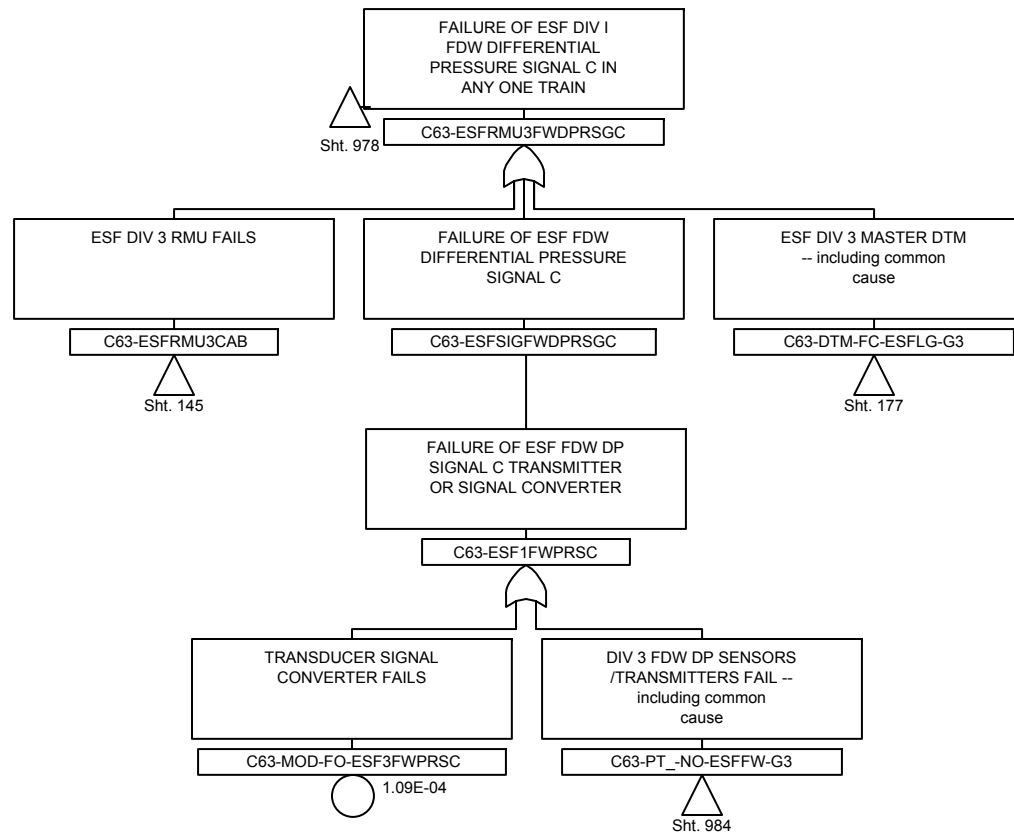 FAILURE OF ESF DIV I
FDW DIFFERENTIAL
PRESSURE SIGNAL C IN
ANY ONE TRAIN
Sht. 978
C63-ESFRMU3FWDPRSGC
ESF DIV 3 RMU FAILS
C63-ESFRMU3CAB
Sht. 145
FAILURE OF ESF FDW
DIFFERENTIAL PRESSURE
SIGNAL C
C63-ESFSIGFWDPRSGC
ESF DIV 3 MASTER DTM
-- including common
cause
C63-DTM-FC-ESFLG-G3
Sht. 177
FAILURE OF ESF FDW DP
SIGNAL C TRANSMITTER
OR SIGNAL CONVERTER
C63-ESF1FWPRSC
TRANSDUCER SIGNAL
CONVERTER FAILS
C63-MOD-FO-ESF3FWPRSC
1.09E-04
DIV 3 FDW DP SENSORS
/TRANSMITTERS FAIL --
including common
cause
C63-PT_-NO-ESFFW-G3
Sht. 984